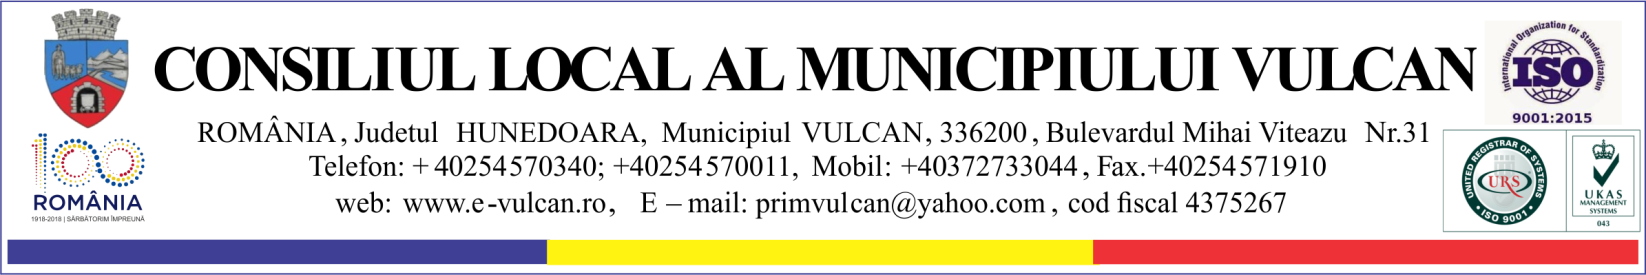 CONSILIUL LOCAL AL MUNICIPIULUI VULCAN
ROMÂNIA, Judetul HUNEDOARA, Municipiul VULCAN, 336200, Bulevardul Mihai Viteazu Nr.31
Telefon: +40254570340; +40254570011, Mobil: +40372733044, Fax.+40254571910
web: www.e-vulcan.ro, E – mail: primvulcan@yahoo.com, cod fiscal 4375267
100
ROMÂNIA
1918-2018 | SĂRBĂTORIM ÎMPREUNĂ
International Organization for Standardization
ISO
9001:2015
UNITED REGISTRAR OF SYSTEMS
URS
• ISO 9001 •
UKAS
MANAGEMENT
SYSTEMS
043